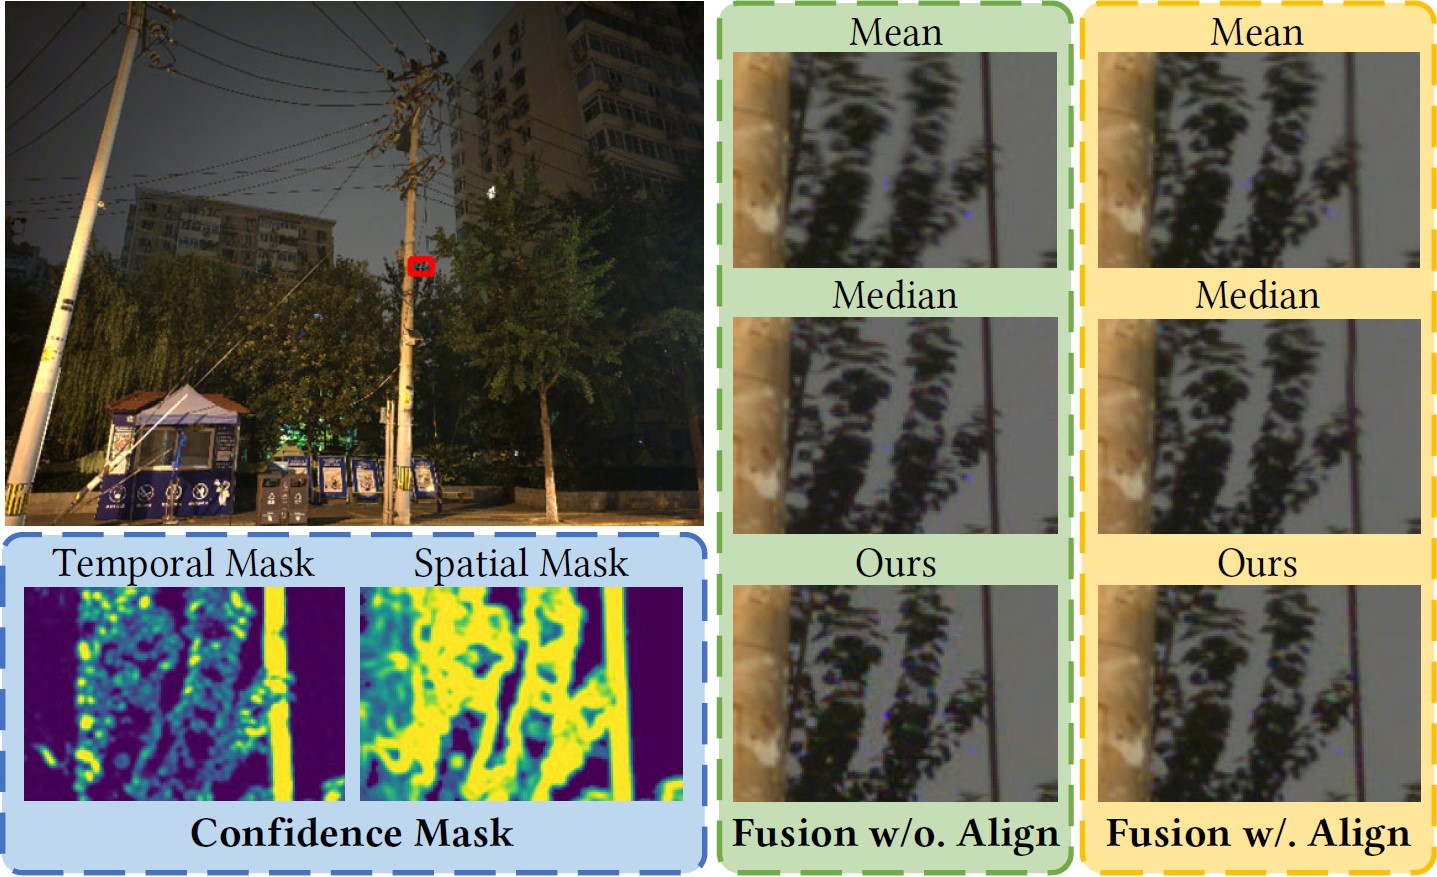 Mean
Median
Ours
Fusion w/o. Align
Mean
Median
Ours
Fusion w/. Align
Temporal Mask
Spatial Mask
Confidence Mask